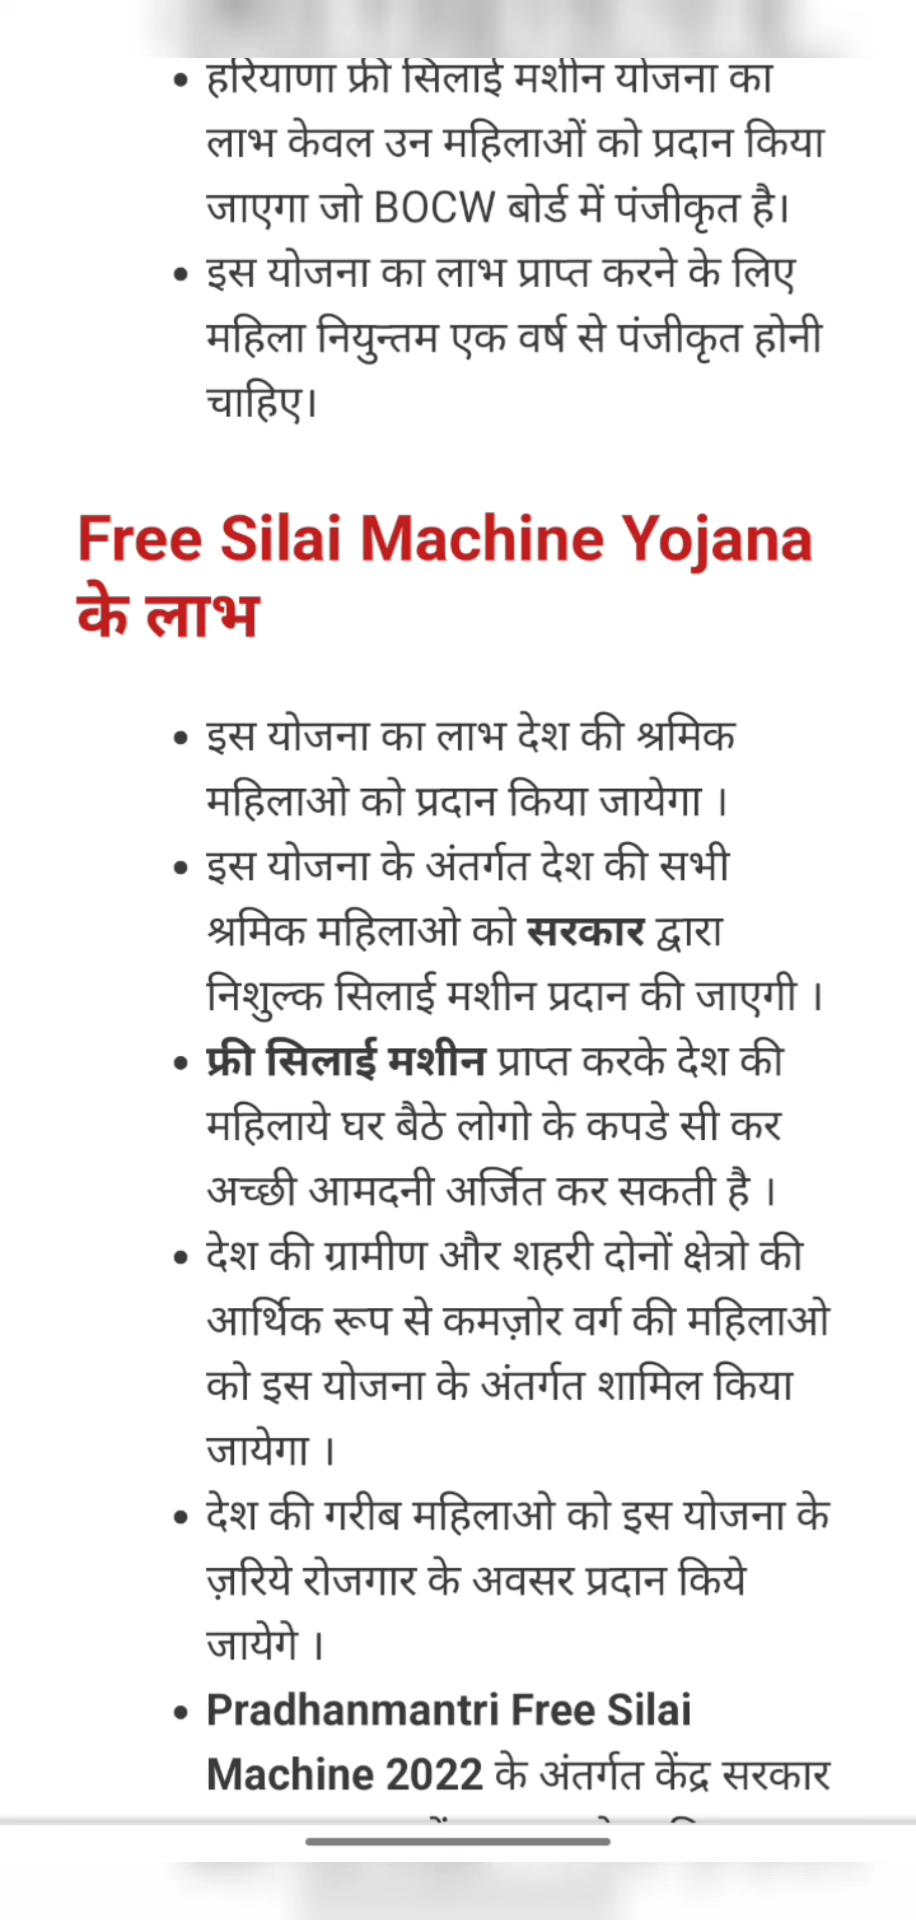 • हरियाणा फ्री सिलाई मशीन योजना का
लाभ केवल उन महिलाओं को प्रदान किया
जाएगा जो BOCW बोर्ड में पंजीकृत है।
• इस योजना का लाभ प्राप्त करने के लिए
महिला नियुन्तम एक वर्ष से पंजीकृत होनी
चाहिए।
Free Silai Machine Yojana
के लाभ
• इस योजना का लाभ देश की श्रमिक
महिलाओ को प्रदान किया जायेगा ।
• इस योजना के अंतर्गत देश की सभी
श्रमिक महिलाओ को सरकार द्वारा
निशुल्क सिलाई मशीन प्रदान की जाएगी ।
• फ्री सिलाई मशीन प्राप्त करके देश की
महिलाये घर बैठे लोगो के कपडे सी कर
अच्छी आमदनी अर्जित कर सकती है ।
• देश की ग्रामीण और शहरी दोनों क्षेत्रो की
आर्थिक रूप से कमज़ोर वर्ग की महिलाओ
को इस योजना के अंतर्गत शामिल किया
जायेगा ।
• देश की गरीब महिलाओ को इस योजना के
ज़रिये रोजगार के अवसर प्रदान किये
जायेगे ।
• Pradhanmantri Free Silai
Machine 2022 के अंतर्गत केंद्र सरकार